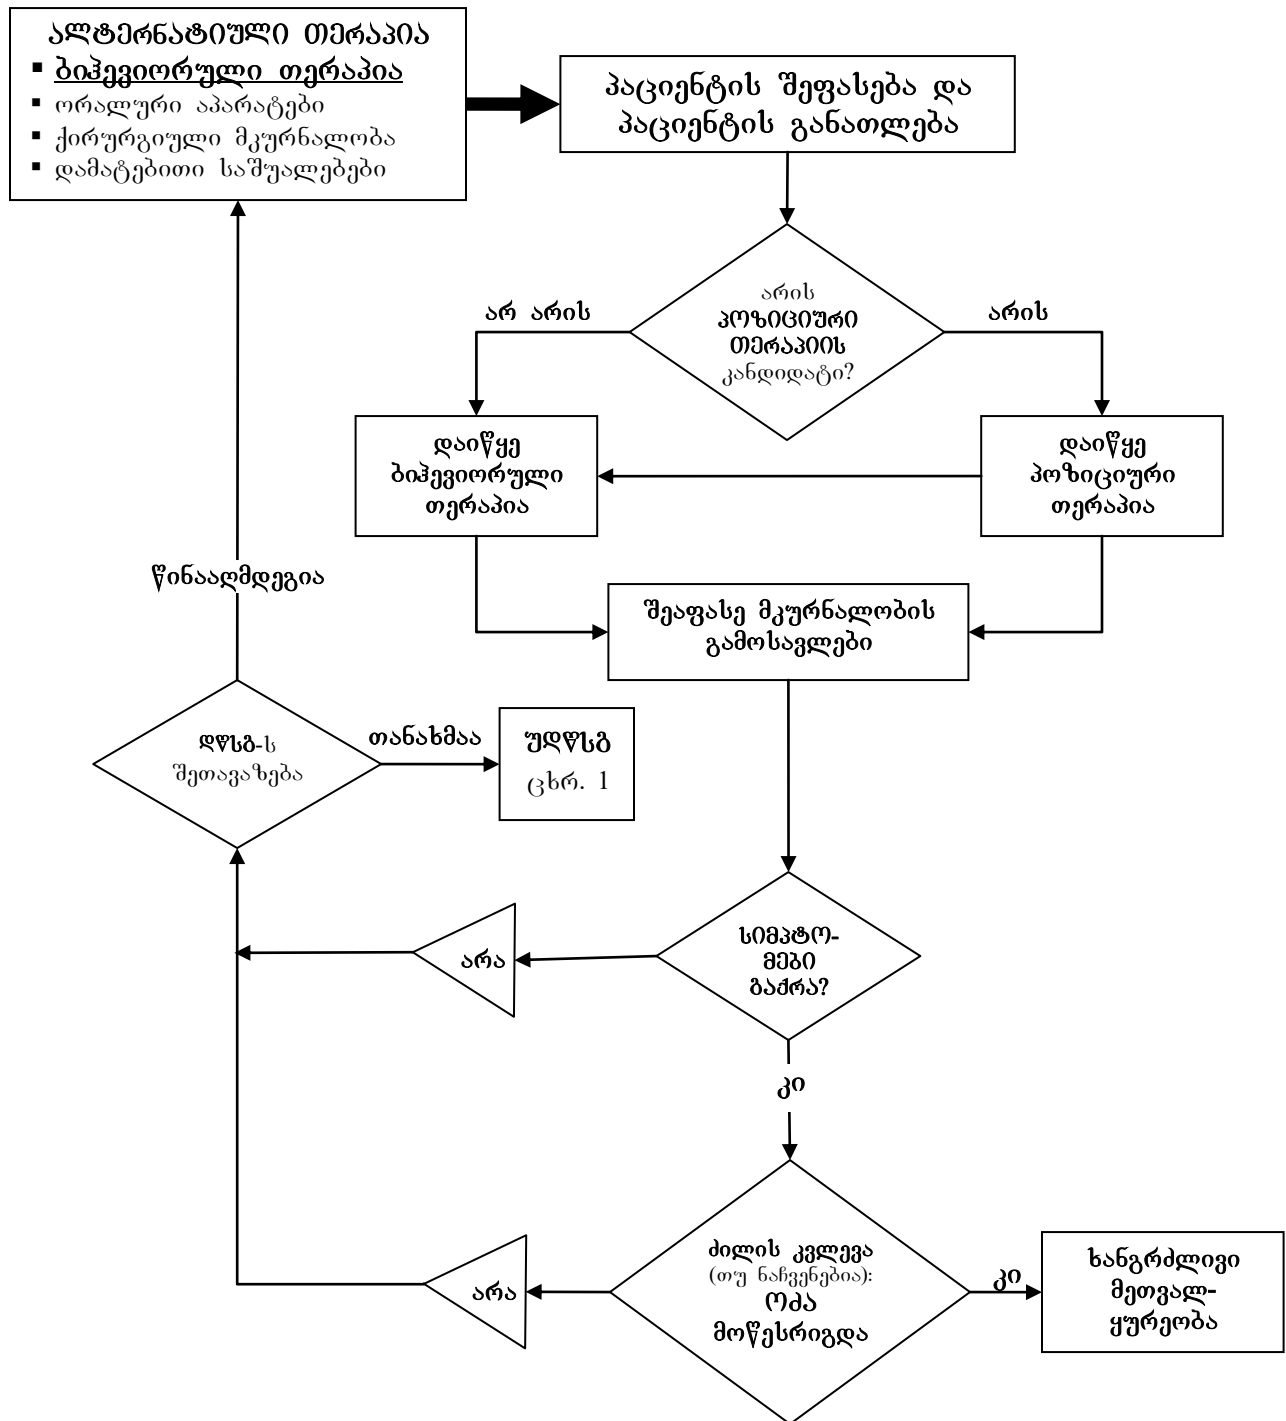 ალტერნატიული თერაპია
▪ ბიჰევიორული თერაპია
▪ ორალური აპარატები
▪ ქირურგიული მკურნალობა
▪ დამატებითი საშუალებები
პაციენტის შეფასება და
პაციენტის განათლება
არის
პოზიციური
თერაპიის
კანდიდატი?
არ არის
არის
დაიწყე
ბიჰევიორული
თერაპია
დაიწყე
პოზიციური
თერაპია
შეაფასე მკურნალობის
გამოსავლები
წინააღმდეგია
დწსგ-ს
შეთავაზება
თანახმაა
უდწსგ
ცხრ. 1
სიმპტო-
მები
გაქრა?
არა
კი
ძილის კვლევა
(თუ ნაჩვენებია):
ოძა
მოწესრიგდა
არა
კი
ხანგრძლივი
მეთვალ-
ყურეობა